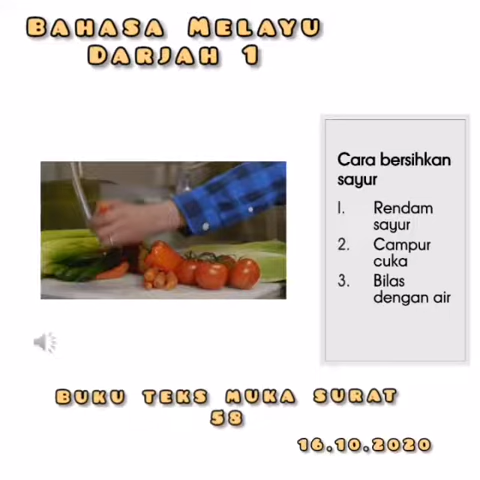 Bahasa Melayu
Darjah 1
Cara bersihkan
sayur
1. Rendam
sayur
2. Campur
cuka
3. Bilas
dengan air
Buku teks muka surat
58
16.10.2020